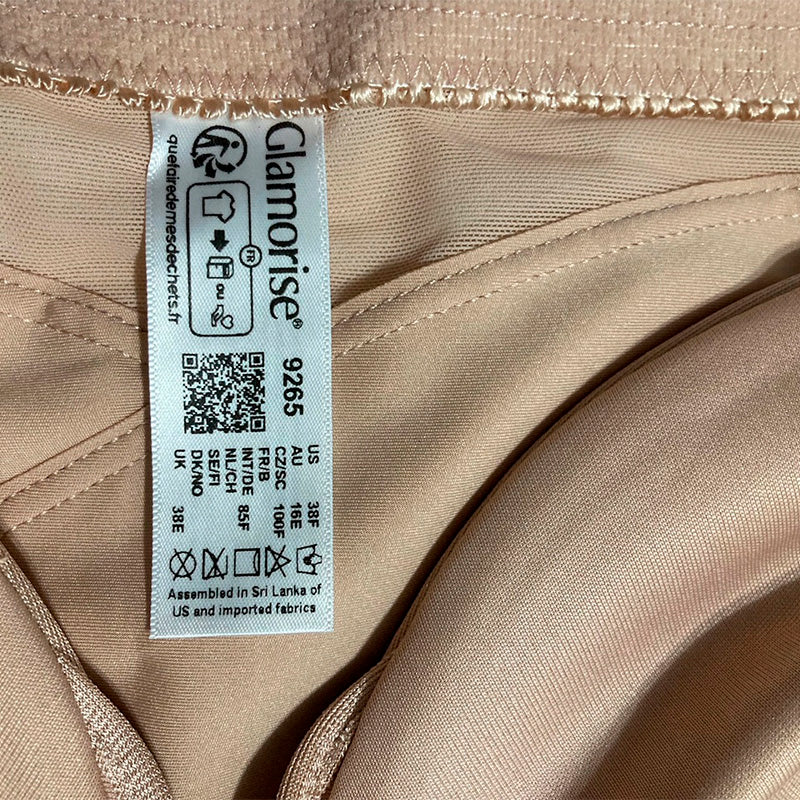 Glamorise®
FR
ou
quefairedemesdechets.fr
9265
US 38F
AU 16E
CZ/SC 100F
FR/B
INT/DE 85F
NL/CH
SE/FI
DK/NO
UK 38E
Assembled in Sri Lanka of
US and imported fabrics